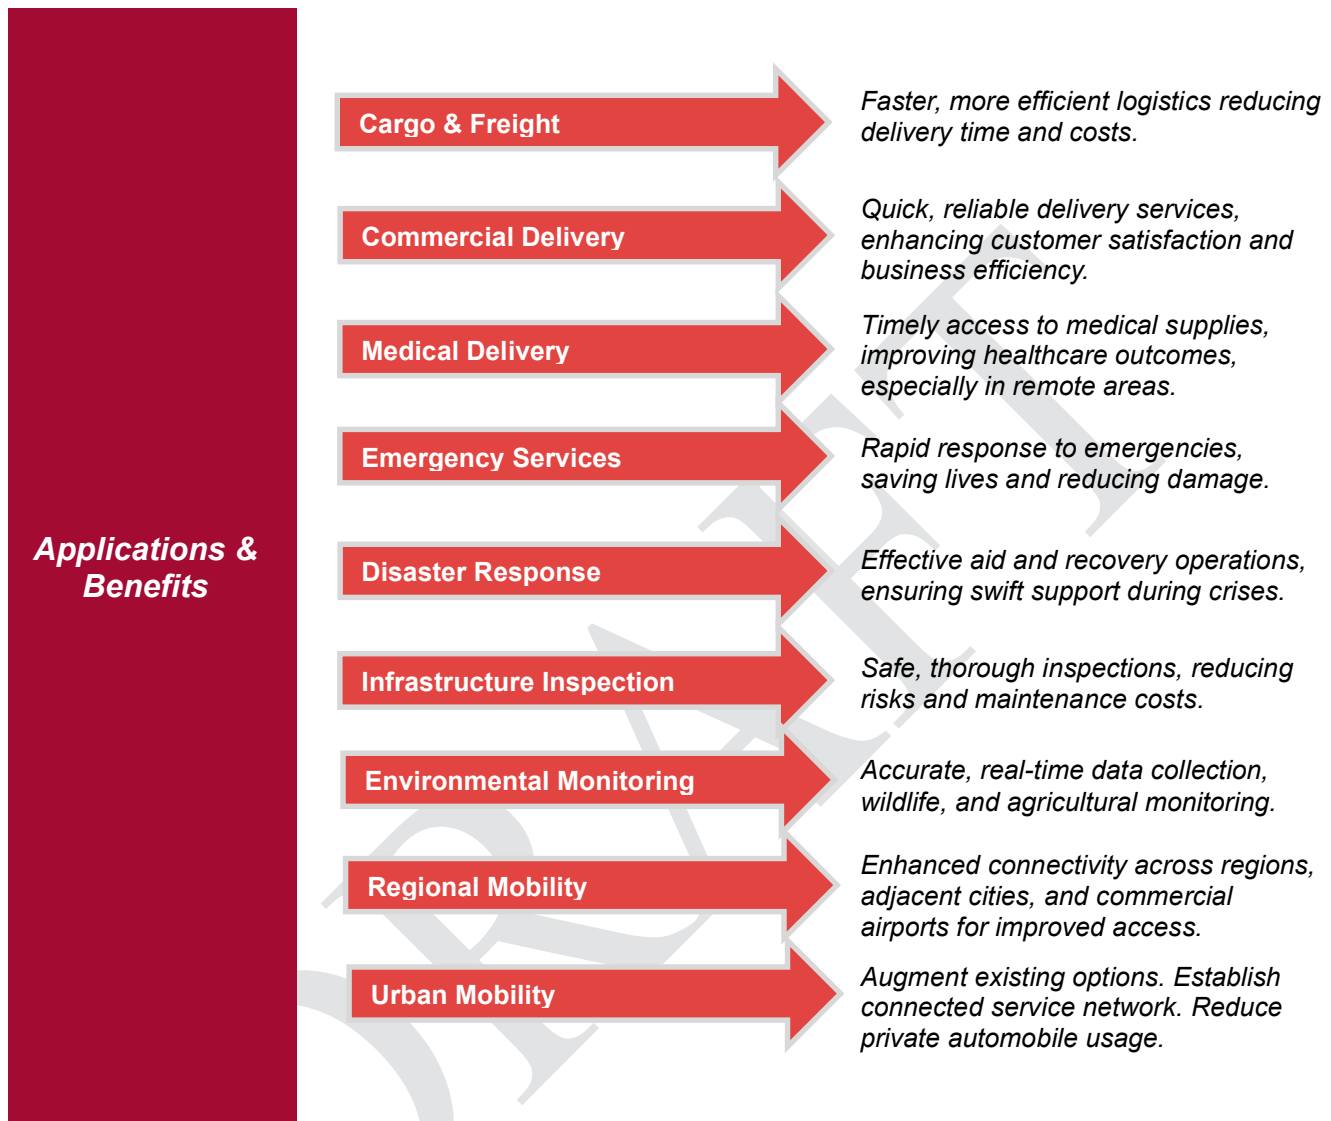 Applications &
Benefits
Cargo & Freight
Faster, more efficient logistics reducing
delivery time and costs.
Commercial Delivery
Quick, reliable delivery services,
enhancing customer satisfaction and
business efficiency.
Medical Delivery
Timely access to medical supplies,
improving healthcare outcomes,
especially in remote areas.
Emergency Services
Rapid response to emergencies,
saving lives and reducing damage.
Disaster Response
Effective aid and recovery operations,
ensuring swift support during crises.
Infrastructure Inspection
Safe, thorough inspections, reducing
risks and maintenance costs.
Environmental Monitoring
Accurate, real-time data collection,
wildlife, and agricultural monitoring.
Regional Mobility
Enhanced connectivity across regions,
adjacent cities, and commercial
airports for improved access.
Urban Mobility
Augment existing options. Establish
connected service network. Reduce
private automobile usage.
DRAFT